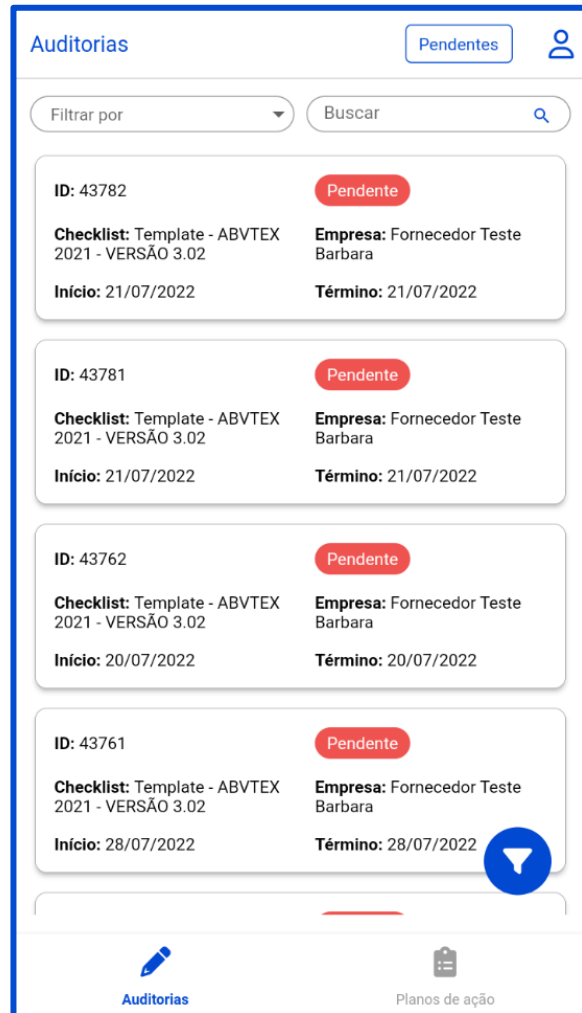 Auditorias
Pendentes
Filtrar por
Buscar
ID: 43782
Pendente
Checklist: Template - ABVTEX
2021 - VERSÃO 3.02
Empresa: Fornecedor Teste
Barbara
Início: 21/07/2022
Término: 21/07/2022
ID: 43781
Pendente
Checklist: Template - ABVTEX
2021 - VERSÃO 3.02
Empresa: Fornecedor Teste
Barbara
Início: 21/07/2022
Término: 21/07/2022
ID: 43762
Pendente
Checklist: Template - ABVTEX
2021 - VERSÃO 3.02
Empresa: Fornecedor Teste
Barbara
Início: 20/07/2022
Término: 20/07/2022
ID: 43761
Pendente
Checklist: Template - ABVTEX
2021 - VERSÃO 3.02
Empresa: Fornecedor Teste
Barbara
Início: 28/07/2022
Término: 28/07/2022
Auditorias
Planos de ação